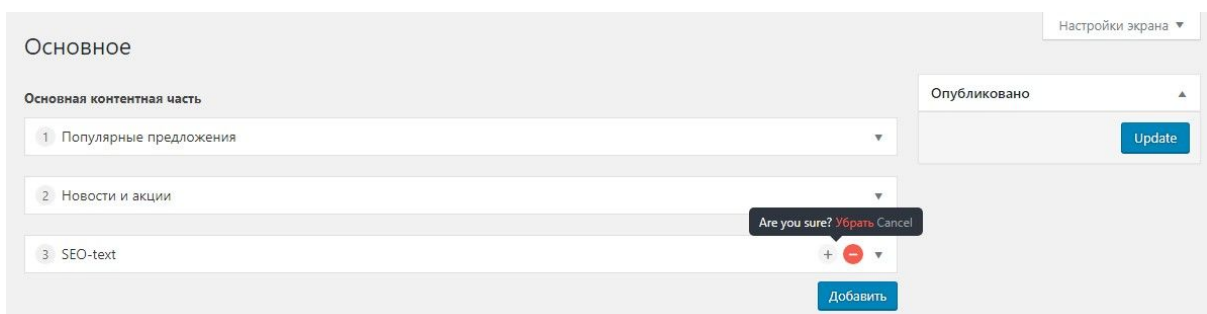 Настройки экрана
Основное
Основная контентная часть
Опубликовано
1 Популярные предложения
Update
2 Новости и акции
Are you sure? Убрать Cancel
3 SEO-text
Добавить